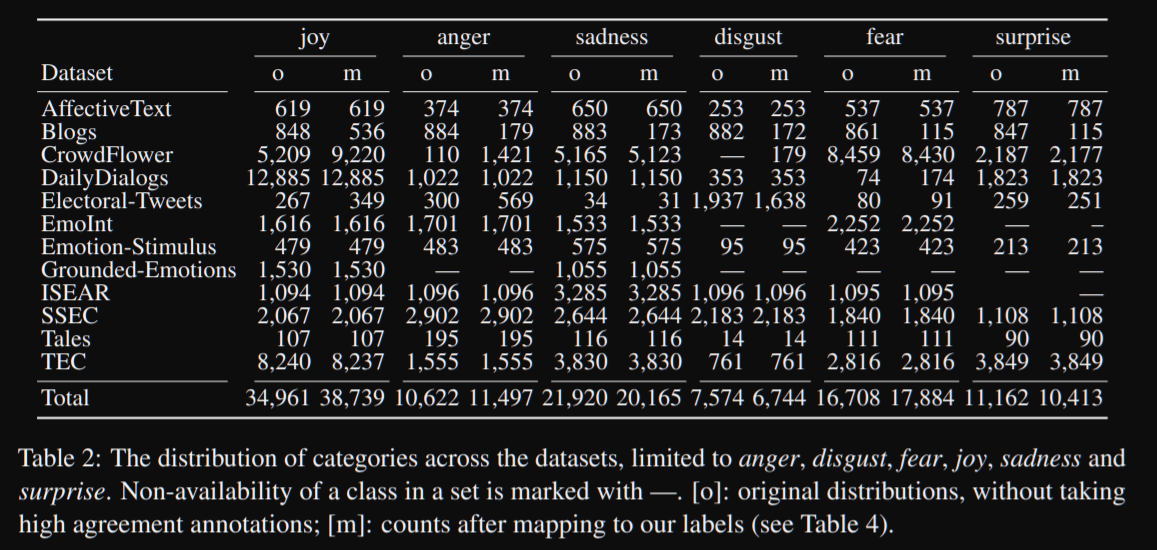 joy anger sadness disgust fear surprise
Dataset o m o m o m o m o m o m
AffectiveText 619 619 374 374 650 650 253 253 537 537 787 787
Blogs 848 536 884 179 883 173 882 172 861 115 847 115
CrowdFlower 5,209 9,220 110 1,421 5,165 5,123 — 179 8,459 8,430 2,187 2,177
DailyDialogs 12,885 12,885 1,022 1,022 1,150 1,150 353 353 74 174 1,823 1,823
Electoral-Tweets 267 349 300 569 34 31 1,937 1,638 80 91 259 251
EmoInt 1,616 1,616 1,701 1,701 1,533 1,533 — — 2,252 2,252 — –
Emotion-Stimulus 479 479 483 483 575 575 95 95 423 423 213 213
Grounded-Emotions 1,530 1,530 — — 1,055 1,055 — — — — — —
ISEAR 1,094 1,094 1,096 1,096 3,285 3,285 1,096 1,096 1,095 1,095 —
SSEC 2,067 2,067 2,902 2,902 2,644 2,644 2,183 2,183 1,840 1,840 1,108 1,108
Tales 107 107 195 195 116 116 14 14 111 111 90 90
TEC 8,240 8,237 1,555 1,555 3,830 3,830 761 761 2,816 2,816 3,849 3,849
Total 34,961 38,739 10,622 11,497 21,920 20,165 7,574 6,744 16,708 17,884 11,162 10,413
Table 2: The distribution of categories across the datasets, limited to anger, disgust, fear, joy, sadness and
surprise. Non-availability of a class in a set is marked with —. [o]: original distributions, without taking
high agreement annotations; [m]: counts after mapping to our labels (see Table 4).